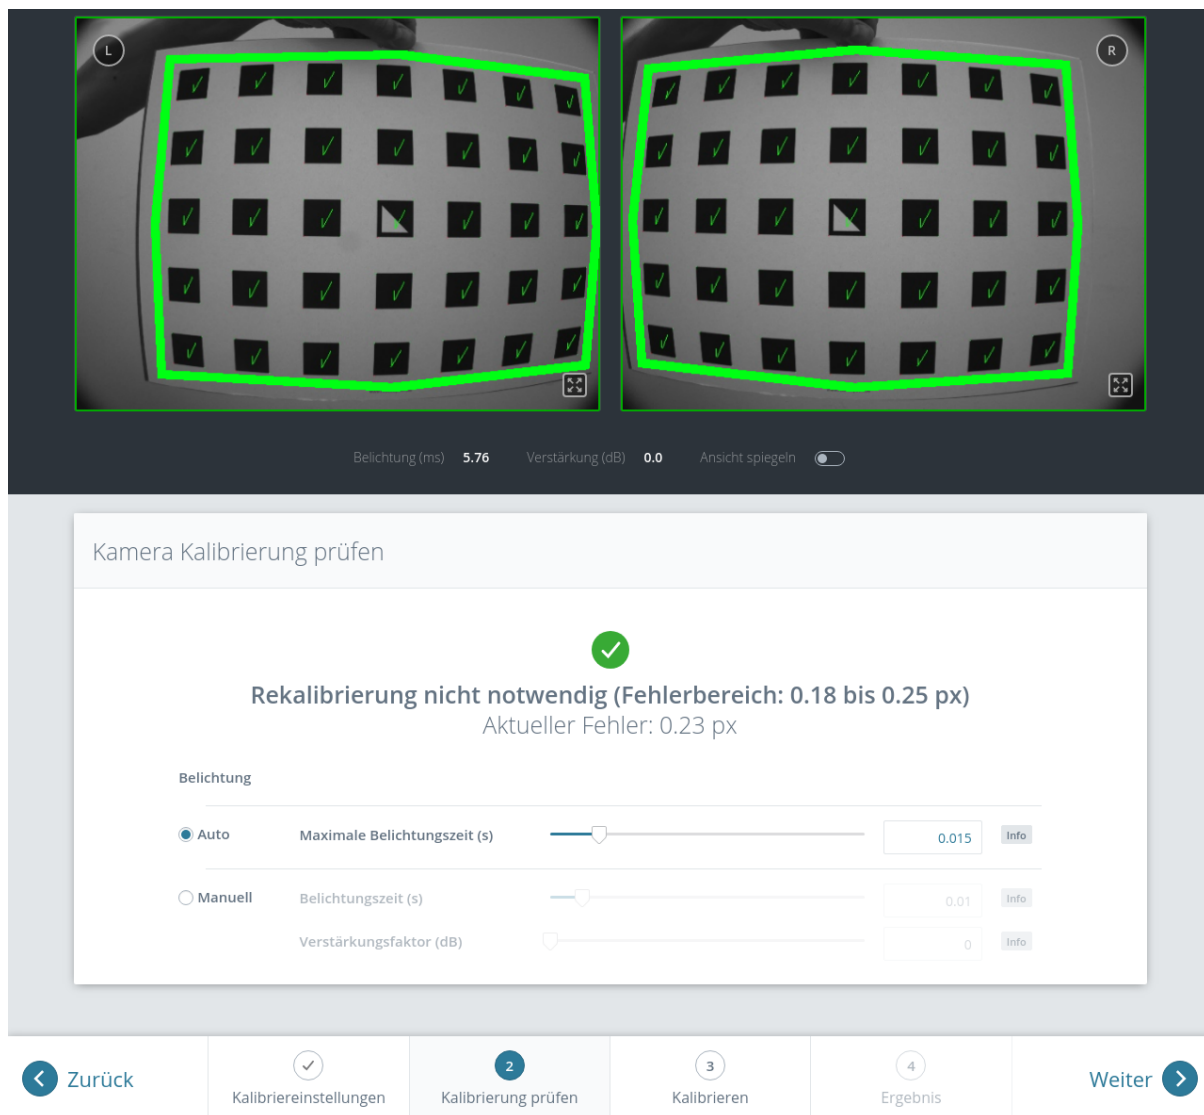 L
R
Belichtung (ms) 5.76 Verstärkung (dB) 0.0 Ansicht spiegeln
Kamera Kalibrierung prüfen
Rekalibrierung nicht notwendig (Fehlerbereich: 0.18 bis 0.25 px)
Aktueller Fehler: 0.23 px
Belichtung
Auto Maximale Belichtungszeit (s) 0.015 Info
Manuell Belichtungszeit (s) 0.01 Info
Verstärkungsfaktor (dB) 0 Info
Zurück
2
3
4
Kalibriereinstellungen Kalibrierung prüfen Kalibrieren Ergebnis
Weiter